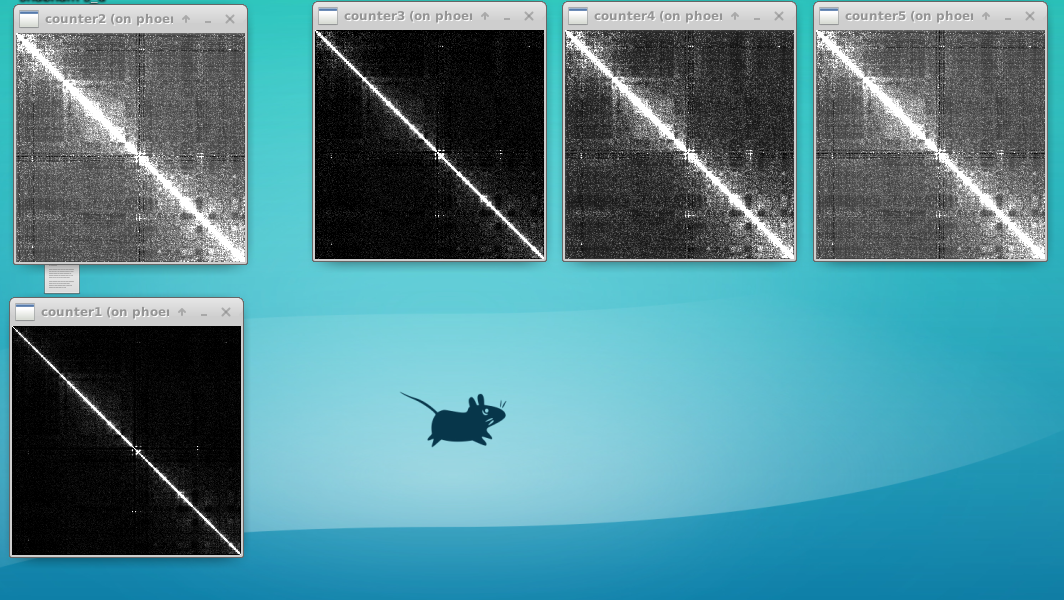 counter2 (on phoe
counter3 (on phoe
counter4 (on phoe
counter5 (on phoe
counter1 (on phoe